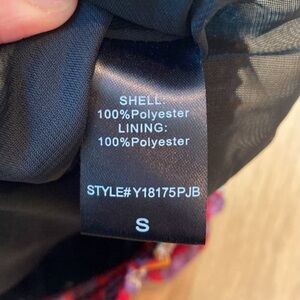 SHELL:
100%Polyester
LINING:
100%Polyester
STYLE#Y18175PJB
S